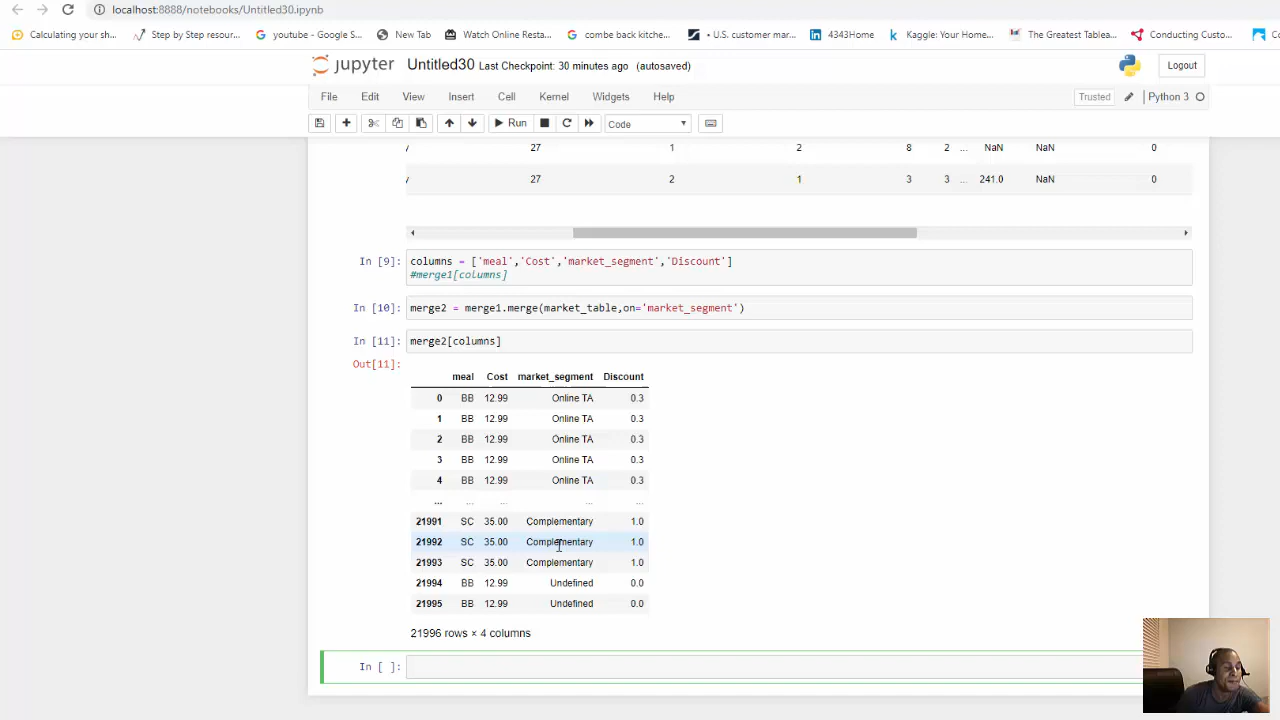 localhost:8888/notebooks/Untitled30.ipynb
Calculating your sh... Step by Step resour... youtube - Google S... New Tab Watch Online Resta... combe back kitche... • U.S. customer mar... 4343Home Kaggle: Your Home... The Greatest Tablea... Conducting Custo...
jupyter Untitled30 Last Checkpoint: 30 minutes ago (autosaved) Logout
File Edit View Insert Cell Kernel Widgets Help Trusted Python 3
Run Code
y 27 1 2 8 2 ... NaN NaN 0
y 27 2 1 3 3 ... 241.0 NaN 0
In [9]: columns = ['meal','Cost','market_segment','Discount']
#merge1[columns]
In [10]: merge2 = merge1.merge(market_table,on='market_segment')
In [11]: merge2[columns]
Out[11]:
meal Cost market_segment Discount
0 BB 12.99 Online TA 0.3
1 BB 12.99 Online TA 0.3
2 BB 12.99 Online TA 0.3
3 BB 12.99 Online TA 0.3
4 BB 12.99 Online TA 0.3
... ... ... ... ...
21991 SC 35.00 Complementary 1.0
21992 SC 35.00 Complementary 1.0
21993 SC 35.00 Complementary 1.0
21994 BB 12.99 Undefined 0.0
21995 BB 12.99 Undefined 0.0
21996 rows × 4 columns
In [ ]: